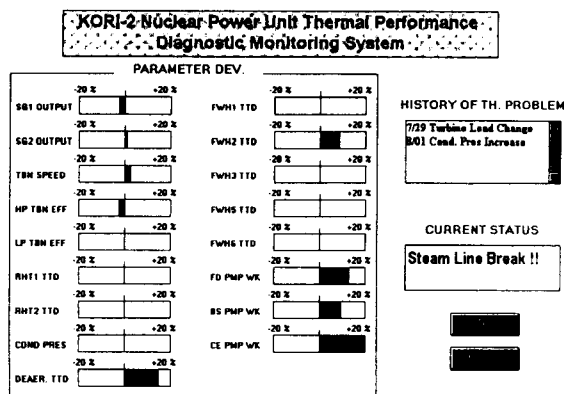 KORI-2 Nuclear Power Unit Thermal Performance
Diagnostic Monitoring System
PARAMETER DEV.
-20 % +20 %
SG1 OUTPUT
-20 % +20 %
SG2 OUTPUT
-20 % +20 %
TBN SPEED
-20 % +20 %
HP TBN EFF
-20 % +20 %
LP TBN EFF
-20 % +20 %
RHT1 TTD
-20 % +20 %
RHT2 TTD
-20 % +20 %
COND PRES
-20 % +20 %
DEAER. TTD
-20 % +20 %
FWH1 TTD
-20 % +20 %
FWH2 TTD
-20 % +20 %
FWH3 TTD
-20 % +20 %
FWH5 TTD
-20 % +20 %
FWH6 TTD
-20 % +20 %
FD PMP WK
-20 % +20 %
BS PMP WK
-20 % +20 %
CE PMP WK
HISTORY OF TH. PROBLEM
7/29 Turbine Load Change
8/01 Cond. Pres Increase
CURRENT STATUS
Steam Line Break !!